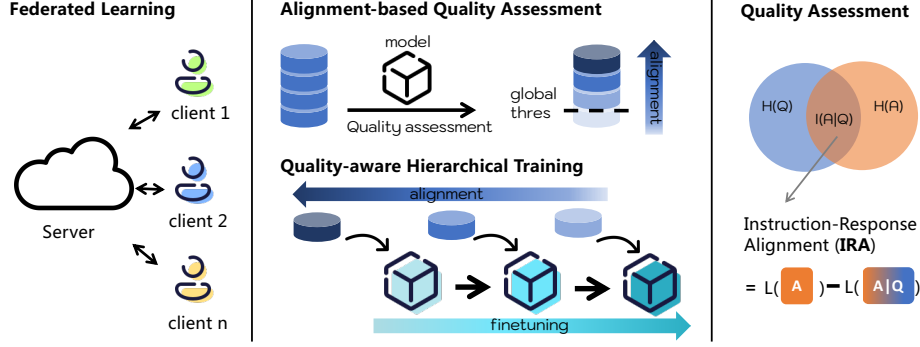 Federated Learning
client 1
client 2
Server
client n
Alignment-based Quality Assessment
model
Quality assessment
global
thres
alignment
Quality-aware Hierarchical Training
alignment
finetuning
Quality Assessment
H(Q)
H(A)
I(A|Q)
Instruction-Response
Alignment (IRA)
= L( A ) − L( A|Q )